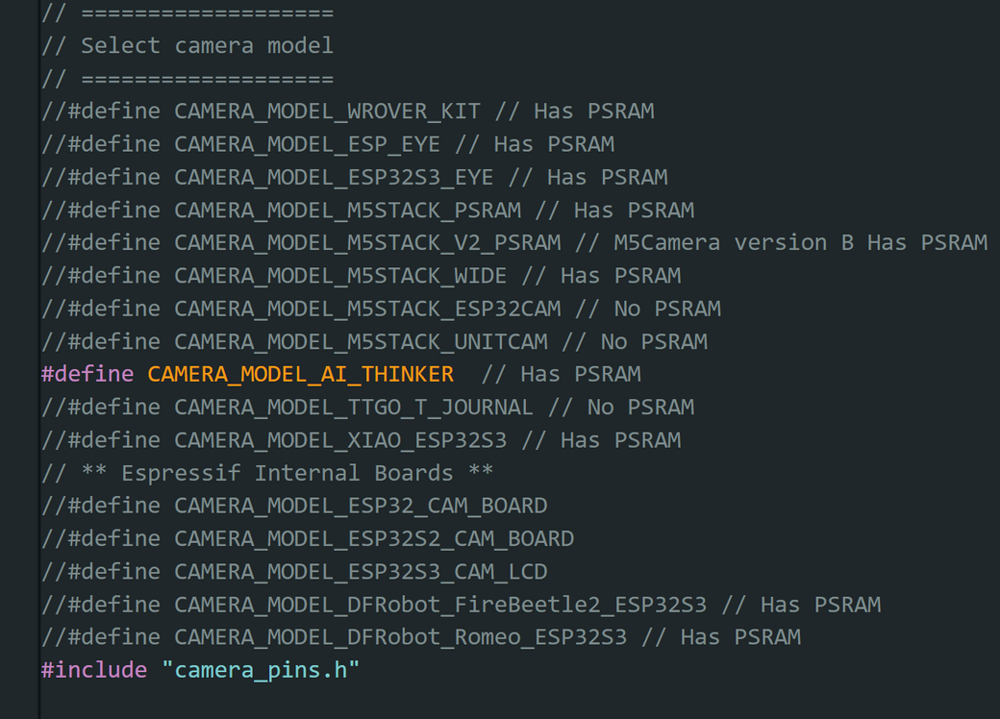 // ===================
// Select camera model
// ===================
//#define CAMERA_MODEL_WROVER_KIT // Has PSRAM
//#define CAMERA_MODEL_ESP_EYE // Has PSRAM
//#define CAMERA_MODEL_ESP32S3_EYE // Has PSRAM
//#define CAMERA_MODEL_M5STACK_PSRAM // Has PSRAM
//#define CAMERA_MODEL_M5STACK_V2_PSRAM // M5Camera version B Has PSRAM
//#define CAMERA_MODEL_M5STACK_WIDE // Has PSRAM
//#define CAMERA_MODEL_M5STACK_ESP32CAM // No PSRAM
//#define CAMERA_MODEL_M5STACK_UNITCAM // No PSRAM
#define CAMERA_MODEL_AI_THINKER  // Has PSRAM
//#define CAMERA_MODEL_TTGO_T_JOURNAL // No PSRAM
//#define CAMERA_MODEL_XIAO_ESP32S3 // Has PSRAM
// ** Espressif Internal Boards **
//#define CAMERA_MODEL_ESP32_CAM_BOARD
//#define CAMERA_MODEL_ESP32S2_CAM_BOARD
//#define CAMERA_MODEL_ESP32S3_CAM_LCD
//#define CAMERA_MODEL_DFRobot_FireBeetle2_ESP32S3 // Has PSRAM
//#define CAMERA_MODEL_DFRobot_Romeo_ESP32S3 // Has PSRAM
#include "camera_pins.h"